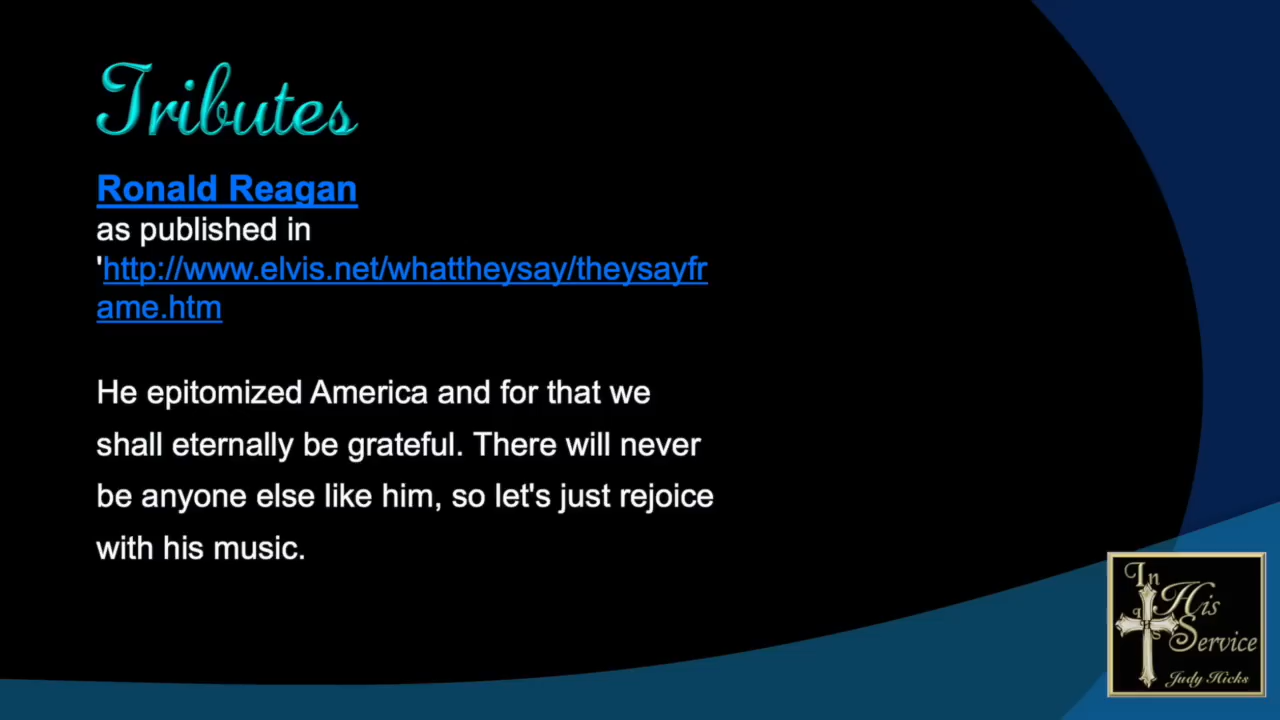 Tributes
Ronald Reagan
as published in
'http://www.elvis.net/whattheysay/theysayfr
ame.htm
He epitomized America and for that we
shall eternally be grateful. There will never
be anyone else like him, so let's just rejoice
with his music.
In
His
Service
Judy Hicks